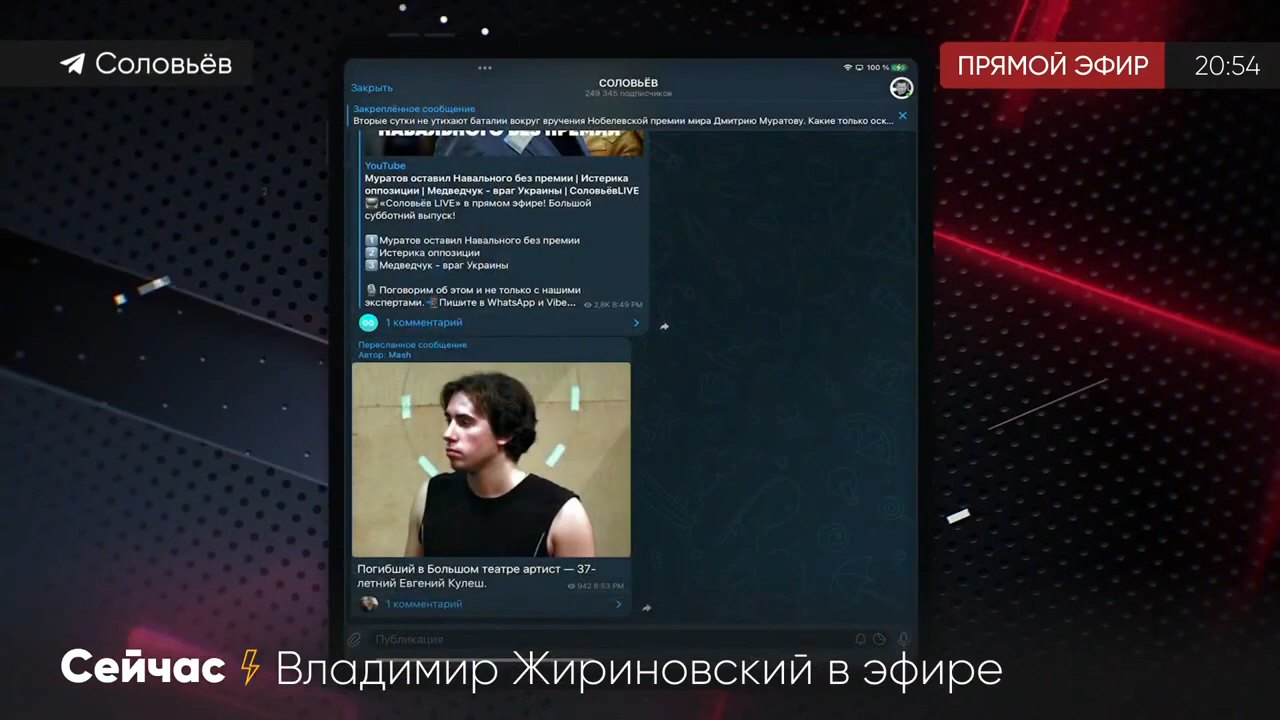 Соловьёв
ПРЯМОЙ ЭФИР
20:54
100 %
Закрыть
СОЛОВЬЁВ
249 345 подписчиков
Закреплённое сообщение
Вторые сутки не утихают баталии вокруг вручения Нобелевской премии мира Дмитрию Муратову. Какие только оск...
НАВАЛЬНОГО БЕЗ ПРЕМИИ
YouTube
Муратов оставил Навального без премии | Истерика
оппозиции | Медведчук - враг Украины | СоловьёвLIVE
«Соловьёв LIVE» в прямом эфире! Большой
субботний выпуск!
1 Муратов оставил Навального без премии
2 Истерика оппозиции
3 Медведчук - враг Украины
Поговорим об этом и не только с нашими
экспертами. Пишите в WhatsApp и Vibe...
2,8K 8:49 PM
GG
1 комментарий
Пересланное сообщение
Автор: Mash
Погибший в Большом театре артист — 37-
летний Евгений Кулеш.
942 8:53 PM
1 комментарий
Публикация
Сейчас Владимир Жириновский в эфире